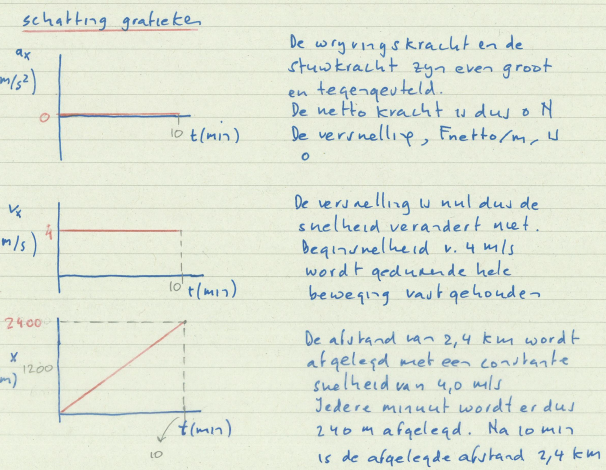 schatting grafieken
ax
m/s²)
0
10
t(min)
De wryvingskracht en de
stuwkracht zyn even groot
en tegengesteld.
De netto kracht is dus 0 N
De versnelling, Fnetto/m, is
0
vx
4
m/s)
10
t(min)
De versnelling is nul dus de
snelheid verandert niet.
Beginsnelheid v. 4 m/s
wordt gedurende hele
beweging vastgehouden
2400
x
1200
m)
t(min)
10
De afstand van 2,4 km wordt
afgelegd met een constante
snelheid van 4,0 m/s
Iedere minuut wordt er dus
240 m afgelegd. Na 10 min
is de afgelegde afstand 2,4 km